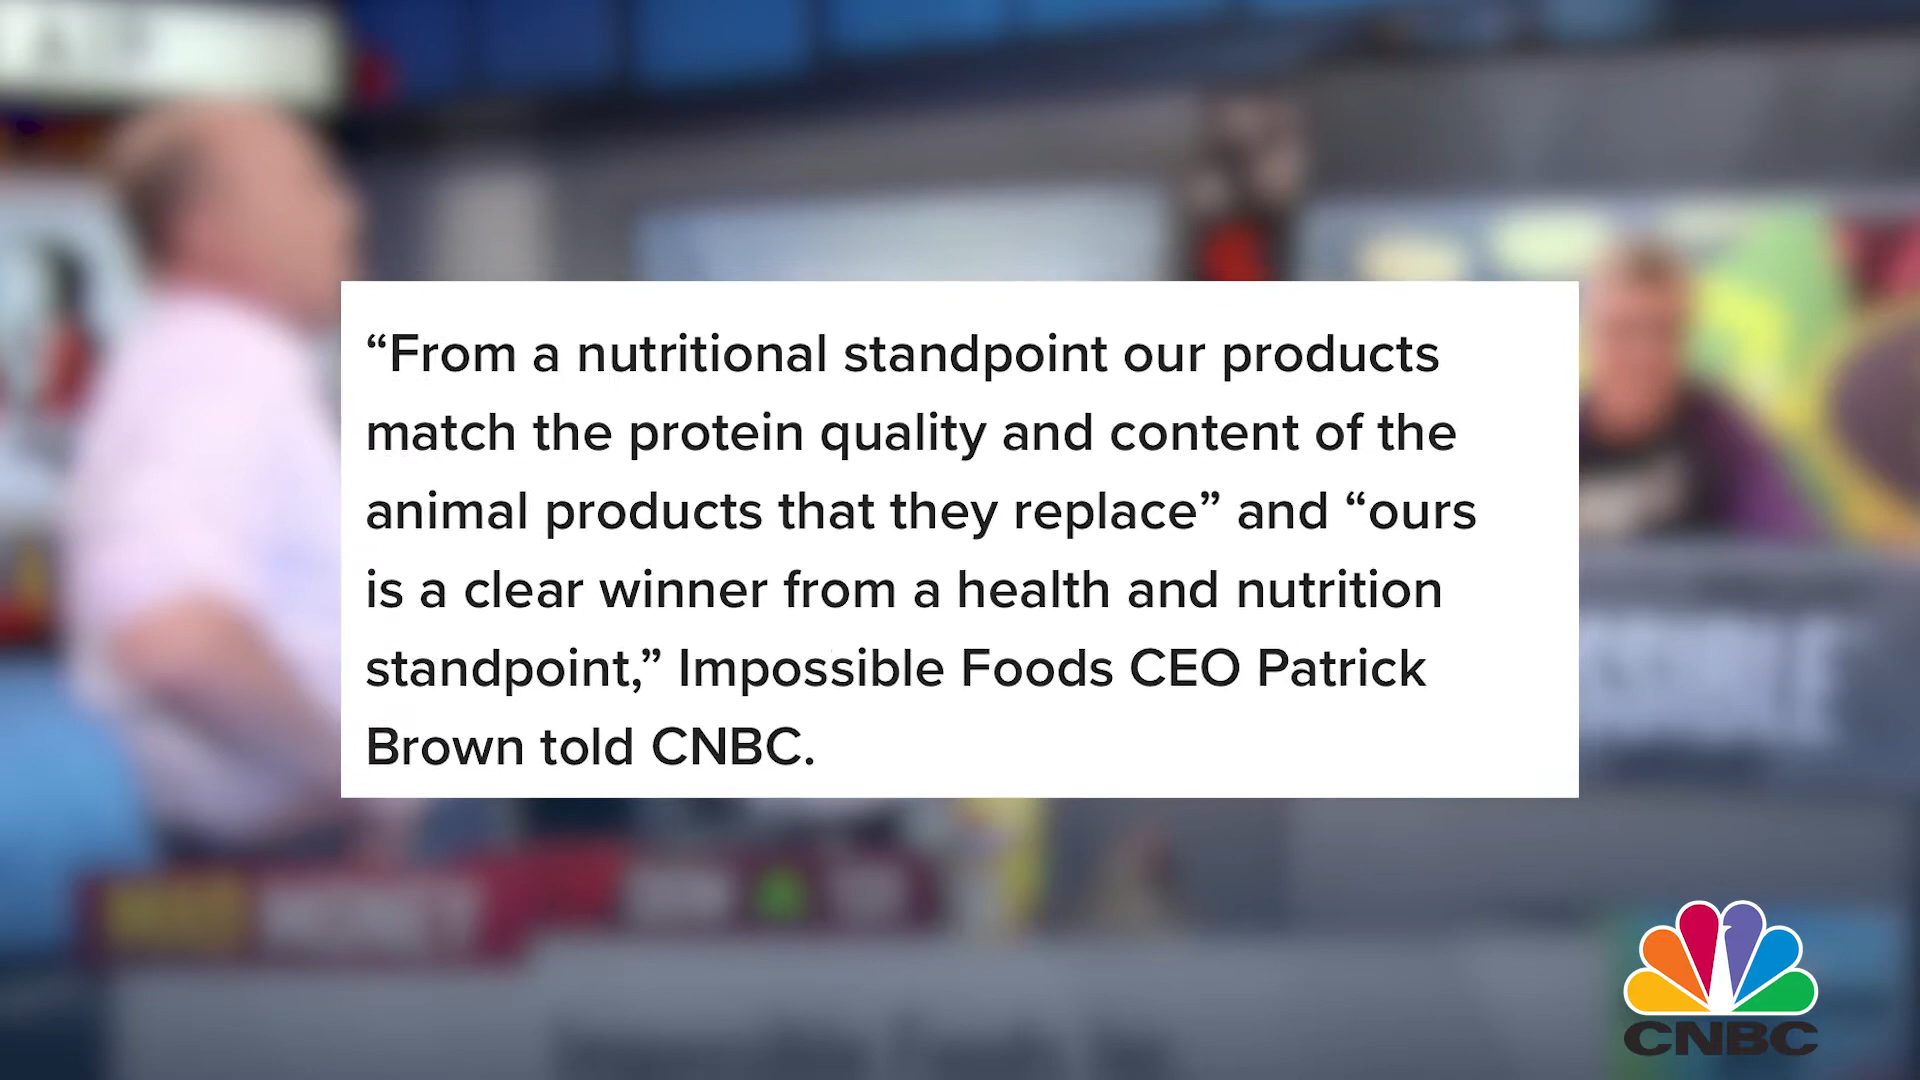 “From a nutritional standpoint our products
match the protein quality and content of the
animal products that they replace” and “ours
is a clear winner from a health and nutrition
standpoint,” Impossible Foods CEO Patrick
Brown told CNBC.
CNBC